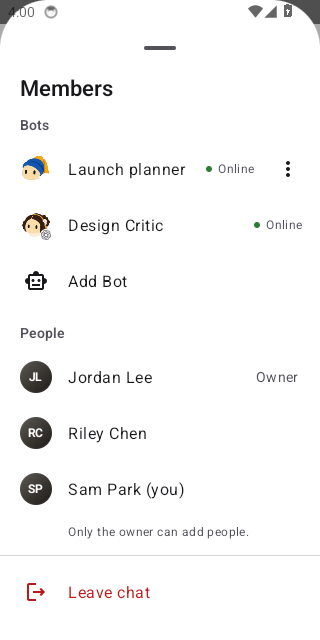 4:00
Members
Bots
Launch planner
Online
Design Critic
Online
Add Bot
People
JL
Jordan Lee
Owner
RC
Riley Chen
SP
Sam Park (you)
Only the owner can add people.
Leave chat